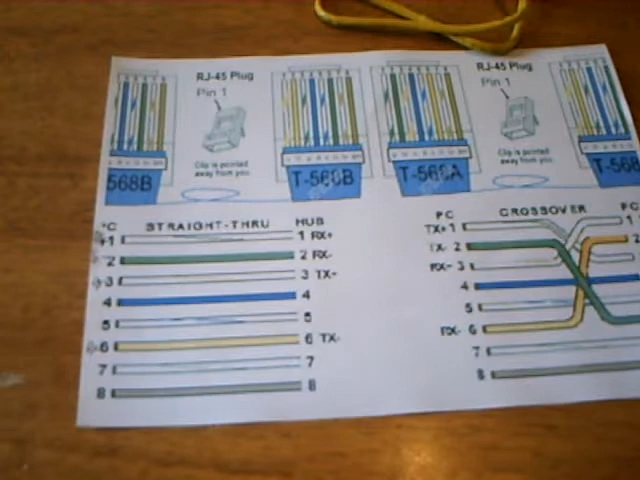 RJ-45 Plug
Pin 1
Clip is pointed
away from you.
568B
T-568B
RJ-45 Plug
Pin 1
Clip is pointed
away from you.
T-568A
T-568
STRAIGHT-THRU HUB
1 1 RX+
2 2 RX-
3 3 TX+
4 4
5 5
6 6 TX-
7 7
8 8
PC CROSSOVER PC
TX+ 1 1
TX- 2 2
RX+ 3
4
5
RX- 6
7
8